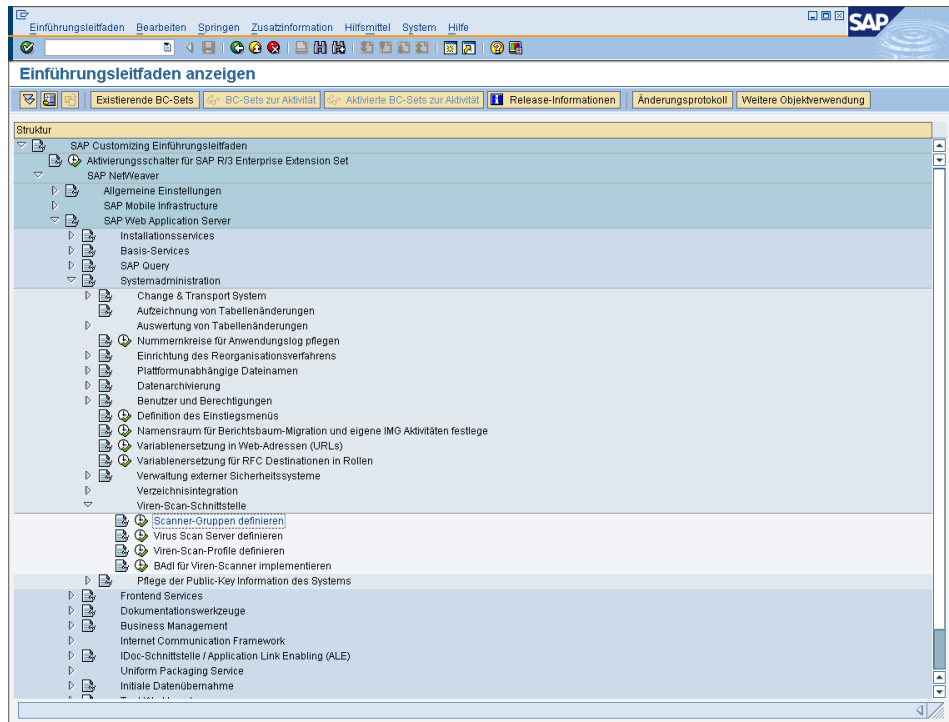 Einführungsleitfaden Bearbeiten Springen Zusatzinformation Hilfsmittel System Hilfe
SAP
Einführungsleitfaden anzeigen
Existierende BC-Sets BC-Sets zur Aktivität Aktivierte BC-Sets zur Aktivität Release-Informationen Änderungsprotokoll Weitere Objektverwendung
Struktur
SAP Customizing Einführungsleitfaden
Aktivierungsschalter für SAP R/3 Enterprise Extension Set
SAP NetWeaver
Allgemeine Einstellungen
SAP Mobile Infrastructure
SAP Web Application Server
Installationsservices
Basis-Services
SAP Query
Systemadministration
Change & Transport System
Aufzeichnung von Tabellenänderungen
Auswertung von Tabellenänderungen
Nummernkreise für Anwendungslog pflegen
Einrichtung des Reorganisationsverfahrens
Plattformunabhängige Dateinamen
Datenarchivierung
Benutzer und Berechtigungen
Definition des Einstiegsmenüs
Namensraum für Berichtsbaum-Migration und eigene IMG Aktivitäten festlege
Variablenersetzung in Web-Adressen (URLs)
Variablenersetzung für RFC Destinationen in Rollen
Verwaltung externer Sicherheitssysteme
Verzeichnisintegration
Viren-Scan-Schnittstelle
Scanner-Gruppen definieren
Virus Scan Server definieren
Viren-Scan-Profile definieren
BAdI für Viren-Scanner implementieren
Pflege der Public-Key Information des Systems
Frontend Services
Dokumentationswerkzeuge
Business Management
Internet Communication Framework
IDoc-Schnittstelle / Application Link Enabling (ALE)
Uniform Packaging Service
Initiale Datenübernahme